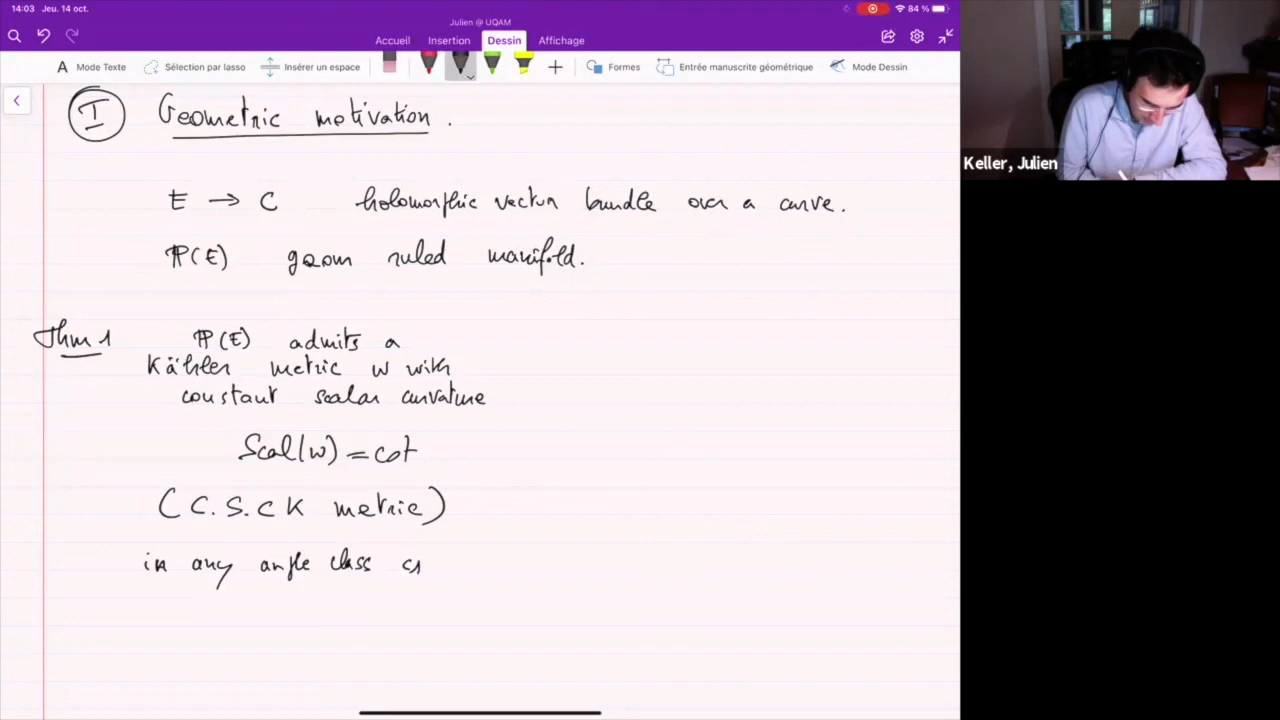 14:03 Jeu. 14 oct.
84 %
Julien @ UQAM
Accueil Insertion Dessin Affichage
A Mode Texte Sélection par lasso Insérer un espace Formes Entrée manuscrite géométrique Mode Dessin
I Geometric motivation.
E → C holomorphic vector bundle over a curve.
P(E) geom ruled manifold.
Keller, Julien
Thm 1 P(E) admits a
Kähler metric w with
constant scalar curvature
Scal(w) = cst
(C.S.C K metric)
in any class